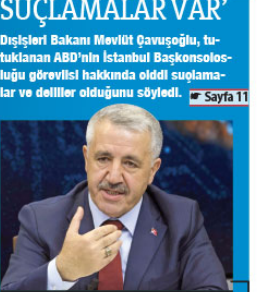 SUÇLAMALAR VAR’
Dışişleri Bakanı Mevlüt Çavuşoğlu, tu-
tuklanan ABD’nin İstanbul Başkonsolos-
luğu görevlisi hakkında ciddi suçlama-
lar ve deliller olduğunu söyledi.
☛ Sayfa 11